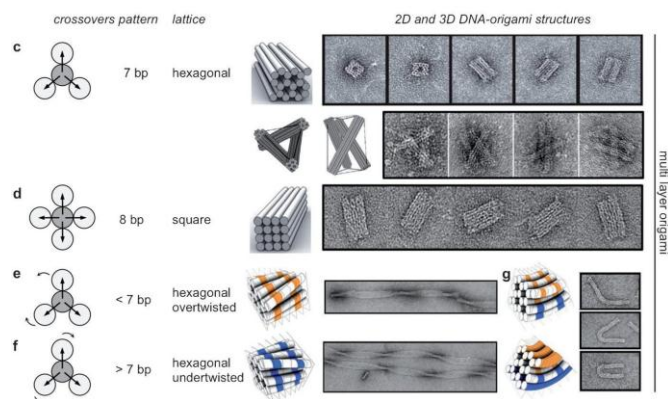 crossovers pattern lattice 2D and 3D DNA-origami structures
c 7 bp hexagonal
d 8 bp square
e < 7 bp hexagonal overtwisted g
f > 7 bp hexagonal undertwisted
multi layer origami